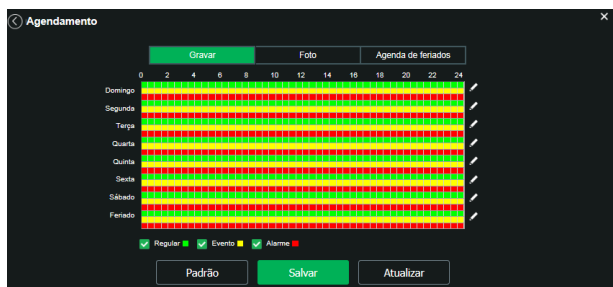 Agendamento
Gravar Foto Agenda de feriados
0 2 4 6 8 10 12 14 16 18 20 22 24
Domingo
Segunda
Terça
Quarta
Quinta
Sexta
Sábado
Feriado
Regular Evento Alarme
Padrão Salvar Atualizar